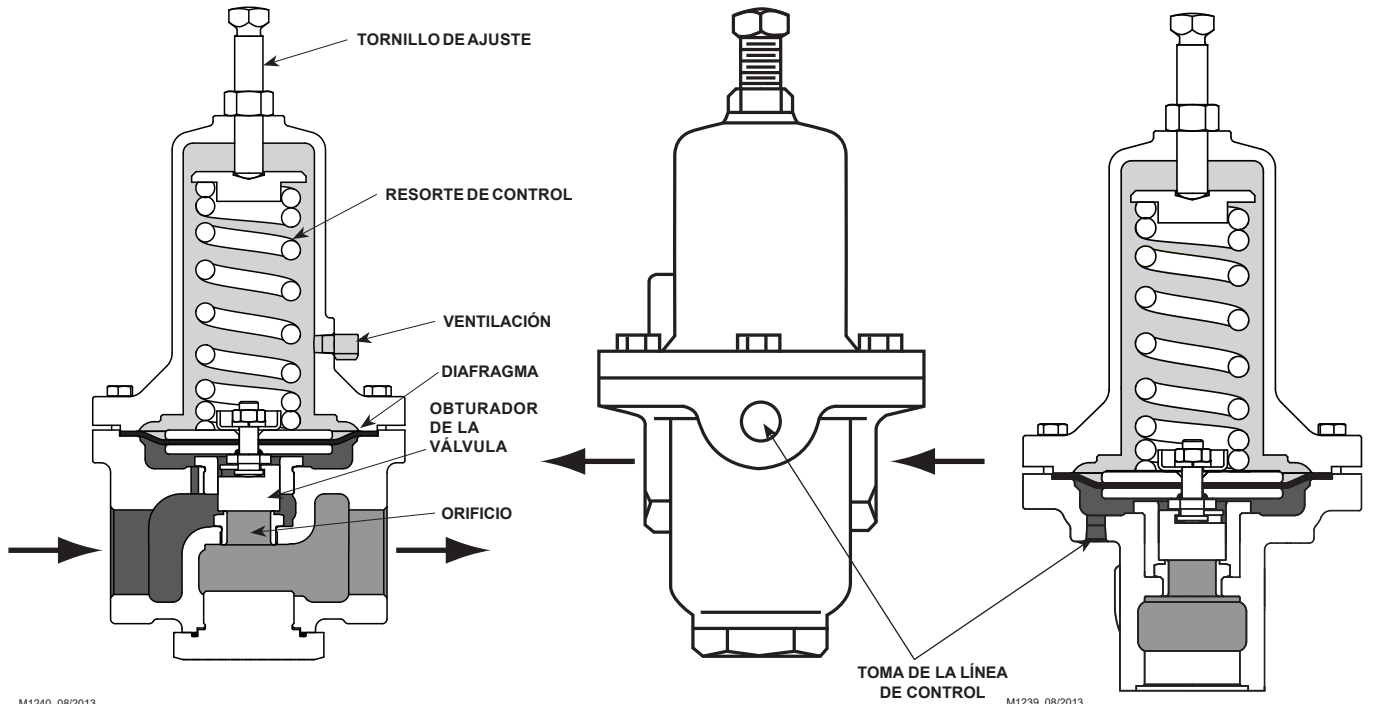 TORNILLO DE AJUSTE
RESORTE DE CONTROL
VENTILACIÓN
DIAFRAGMA
OBTURADOR
DE LA
VÁLVULA
ORIFICIO
TOMA DE LA LÍNEA
DE CONTROL
M1240_08/2013
M1239_08/2013